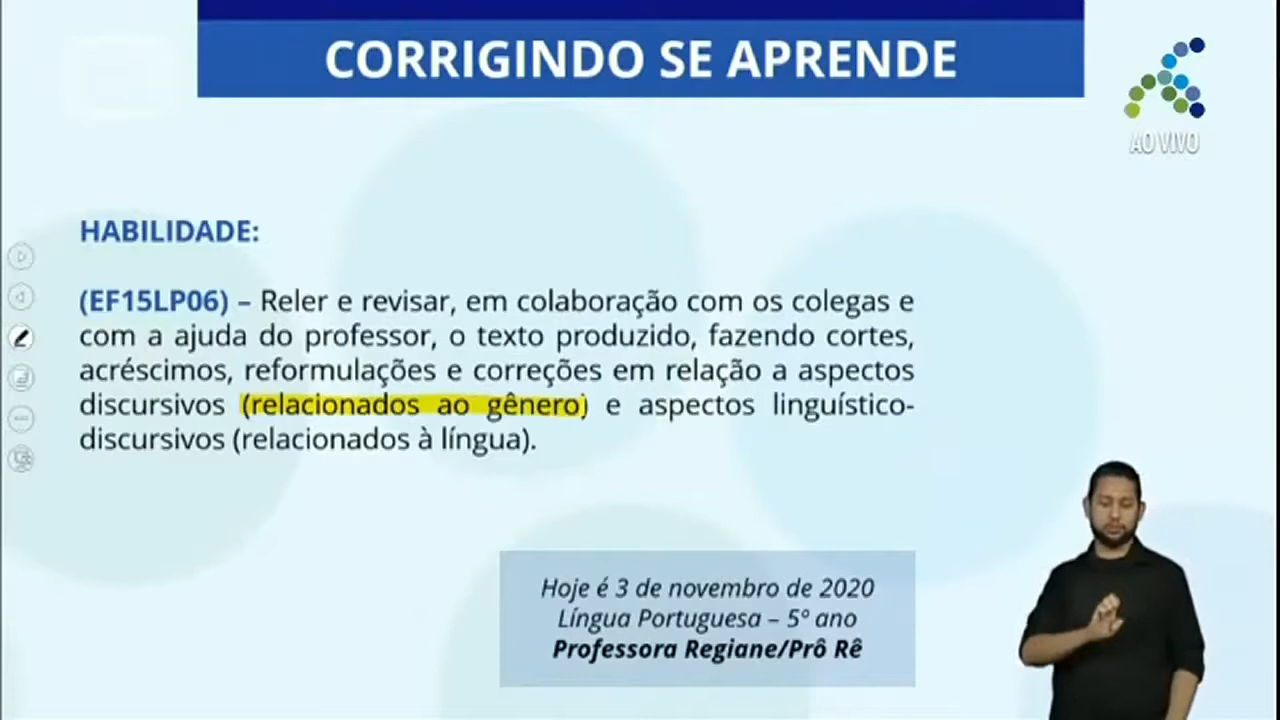 CORRIGINDO SE APRENDE
AO VIVO
HABILIDADE:
(EF15LP06) – Reler e revisar, em colaboração com os colegas e
com a ajuda do professor, o texto produzido, fazendo cortes,
acréscimos, reformulações e correções em relação a aspectos
discursivos (relacionados ao gênero) e aspectos linguístico-
discursivos (relacionados à língua).
Hoje é 3 de novembro de 2020
Língua Portuguesa – 5º ano
Professora Regiane/Prô Rê